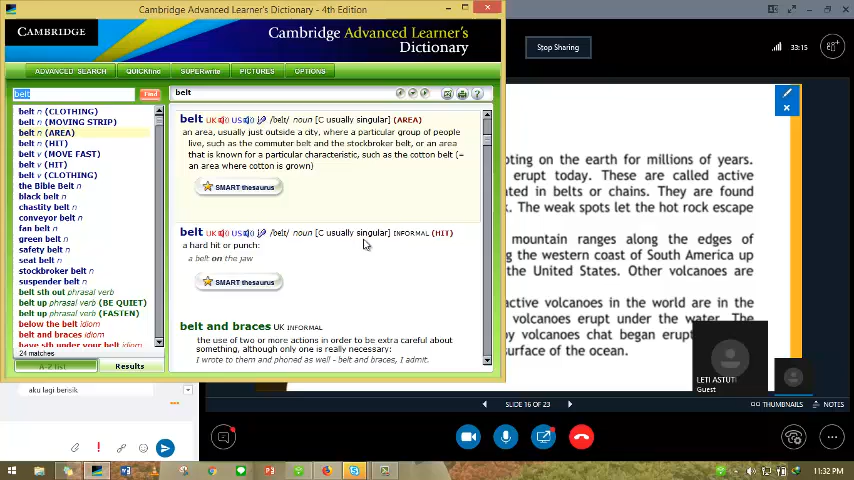 Cambridge Advanced Learner's Dictionary - 4th Edition
CAMBRIDGE
Cambridge Advanced Learner's
Dictionary
ADVANCED SEARCH
QUICKfind
SUPERwrite
PICTURES
OPTIONS
belt
Find
belt
belt n (CLOTHING)
belt n (MOVING STRIP)
belt n (AREA)
belt n (HIT)
belt v (MOVE FAST)
belt v (HIT)
belt v (CLOTHING)
the Bible Belt n
black belt n
chastity belt n
conveyor belt n
fan belt n
green belt n
safety belt n
seat belt n
stockbroker belt n
suspender belt n
belt sth out phrasal verb
belt up phrasal verb (BE QUIET)
belt up phrasal verb (FASTEN)
below the belt idiom
belt and braces idiom
have sth under your belt idiom
24 matches
A-Z list
Results
belt UK US /belt/ noun [C usually singular] (AREA)
an area, usually just outside a city, where a particular group of people
live, such as the commuter belt and the stockbroker belt, or an area
that is known for a particular characteristic, such as the cotton belt (=
an area where cotton is grown)
SMART thesaurus
belt UK US /belt/ noun [C usually singular] INFORMAL (HIT)
a hard hit or punch:
a belt on the jaw
SMART thesaurus
belt and braces UK INFORMAL
the use of two or more actions in order to be extra careful about
something, although only one is really necessary:
I wrote to them and phoned as well - belt and braces, I admit.
aku lagi berisik
Stop Sharing
33:15
pting on the earth for millions of years.
erupt today. These are called active
ated in belts or chains. They are found
k. The weak spots let the hot rock escape
mountain ranges along the edges of
g the western coast of South America up
the United States. Other volcanoes are
active volcanoes in the world are in the
volcanoes erupt under the water. The
by volcanoes chat began erupt
surface of the ocean.
LETI ASTUTI
Guest
SLIDE 16 OF 23
THUMBNAILS
NOTES
11:32 PM